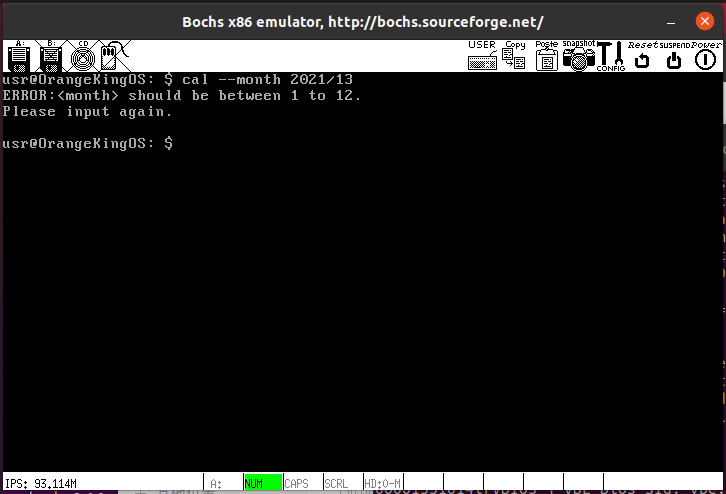 Bochs x86 emulator, http://bochs.sourceforge.net/
A: B: CD USER Copy Paste snapshot CONFIG Reset SUSPEND Power
usr@OrangeKingOS: $ cal --month 2021/13
ERROR:<month> should be between 1 to 12.
Please input again.
usr@OrangeKingOS: $
IPS: 93.114M A: NUM CAPS SCRL HD:0-M